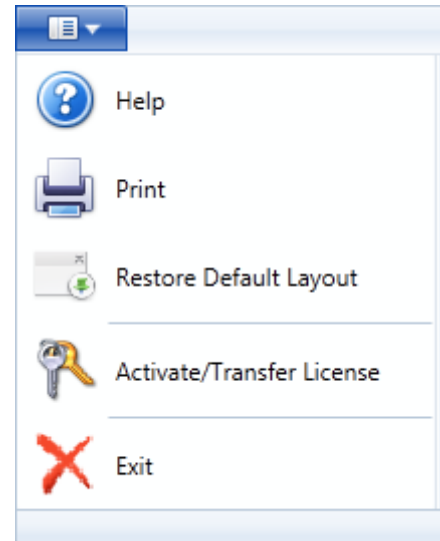 Help
Print
Restore Default Layout
Activate/Transfer License
Exit